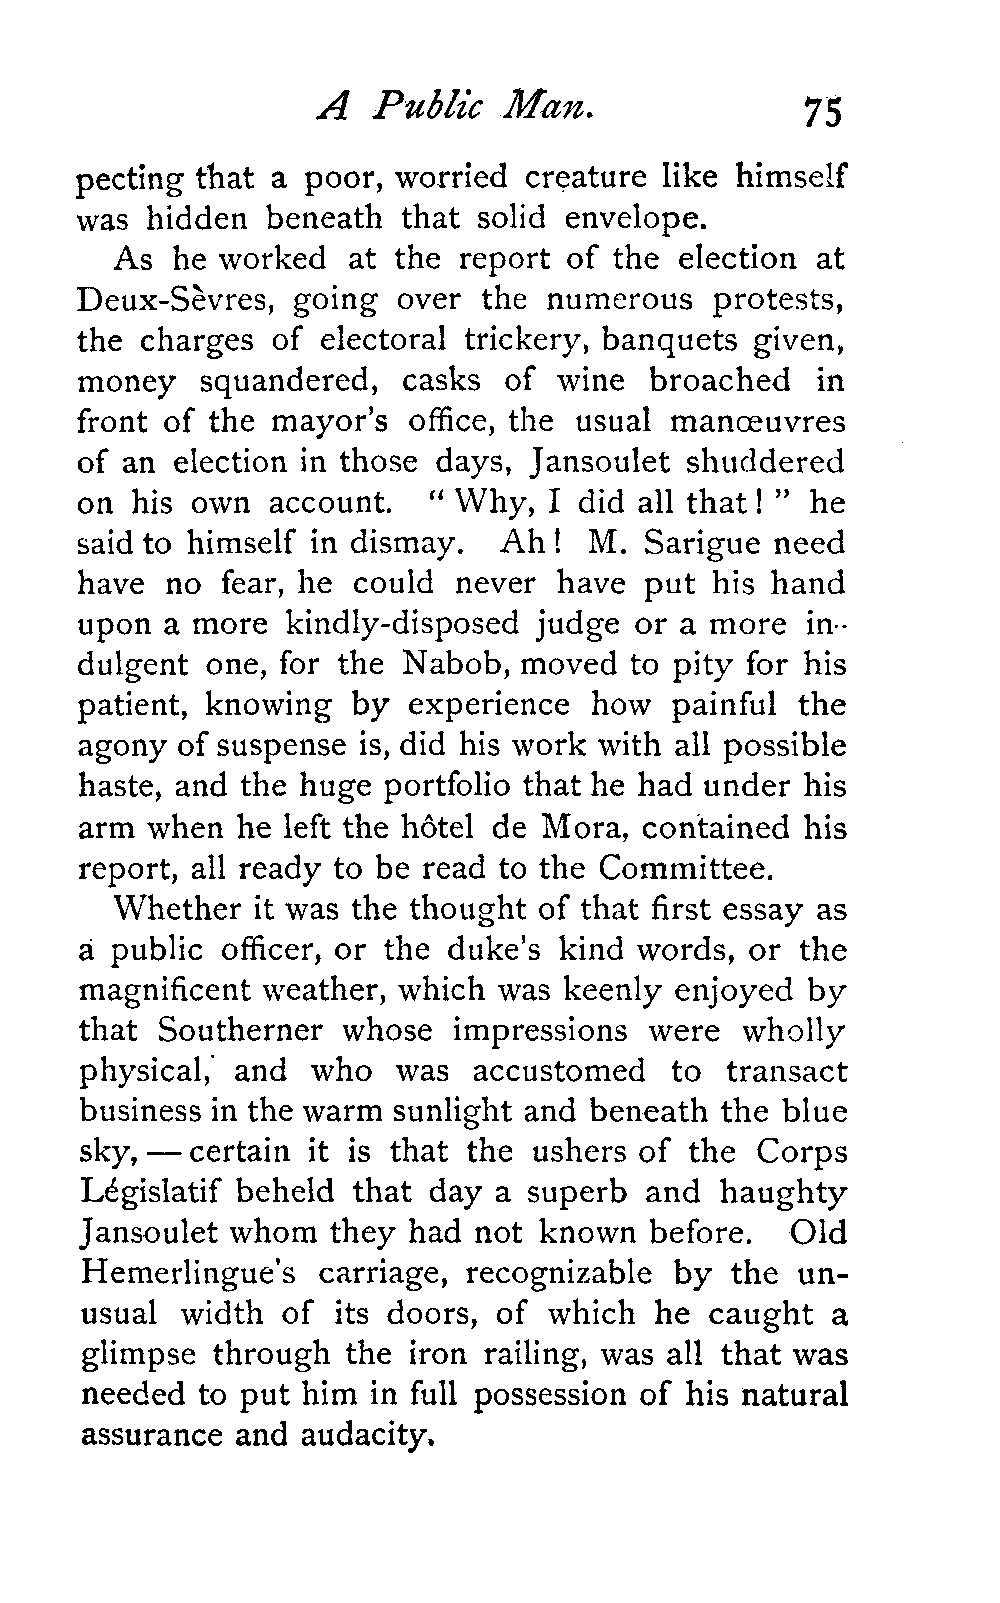 A Public Man. 75
pecting that a poor, worried creature like himself
was hidden beneath that solid envelope.
As he worked at the report of the election at
Deux-Sèvres, going over the numerous protests,
the charges of electoral trickery, banquets given,
money squandered, casks of wine broached in
front of the mayor's office, the usual manœuvres
of an election in those days, Jansoulet shuddered
on his own account. "Why, I did all that!" he
said to himself in dismay. Ah! M. Sarigue need
have no fear, he could never have put his hand
upon a more kindly-disposed judge or a more in-
dulgent one, for the Nabob, moved to pity for his
patient, knowing by experience how painful the
agony of suspense is, did his work with all possible
haste, and the huge portfolio that he had under his
arm when he left the hôtel de Mora, contained his
report, all ready to be read to the Committee.
Whether it was the thought of that first essay as
a public officer, or the duke's kind words, or the
magnificent weather, which was keenly enjoyed by
that Southerner whose impressions were wholly
physical, and who was accustomed to transact
business in the warm sunlight and beneath the blue
sky, — certain it is that the ushers of the Corps
Législatif beheld that day a superb and haughty
Jansoulet whom they had not known before. Old
Hemerlingue's carriage, recognizable by the un-
usual width of its doors, of which he caught a
glimpse through the iron railing, was all that was
needed to put him in full possession of his natural
assurance and audacity.